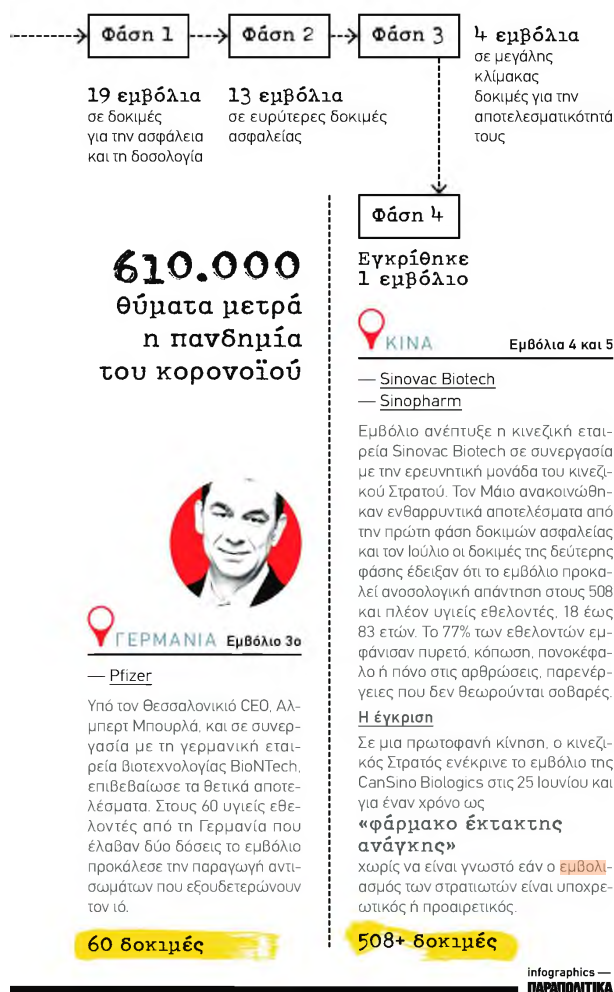 Φάση 1
Φάση 2
Φάση 3
19 εμβόλια
σε δοκιμές
για την ασφάλεια
και τη δοσολογία
13 εμβόλια
σε ευρύτερες δοκιμές
ασφαλείας
4 εμβόλια
σε μεγάλης
κλίμακας
δοκιμές για την
αποτελεσματικότητά
τους
Φάση 4
Εγκρίθηκε
1 εμβόλιο
610.000
θύματα μετρά
η πανδημία
του κορονοϊού
ΓΕΡΜΑΝΙΑ Εμβόλιο 3ο
— Pfizer
Υπό τον Θεσσαλονικιό CEO, Αλ-
μπερτ Μπουρλά, και σε συνερ-
γασία με τη γερμανική εται-
ρεία βιοτεχνολογίας BioNTech,
επιβεβαίωσε τα θετικά αποτε-
λέσματα. Στους 60 υγιείς εθε-
λοντές από τη Γερμανία που
έλαβαν δύο δόσεις το εμβόλιο
προκάλεσε την παραγωγή αντι-
σωμάτων που εξουδετερώνουν
τον ιό.
60 δοκιμές
ΚΙΝΑ Εμβόλια 4 και 5
— Sinovac Biotech
— Sinopharm
Εμβόλιο ανέπτυξε η κινεζική εται-
ρεία Sinovac Biotech σε συνεργασία
με την ερευνητική μονάδα του κινεζι-
κού Στρατού. Τον Μάιο ανακοινώθη-
καν ενθαρρυντικά αποτελέσματα από
την πρώτη φάση δοκιμών ασφαλείας
και τον Ιούλιο οι δοκιμές της δεύτερης
φάσης έδειξαν ότι το εμβόλιο προκα-
λεί ανοσολογική απάντηση στους 508
και πλέον υγιείς εθελοντές, 18 έως
83 ετών. Το 77% των εθελοντών εμ-
φάνισαν πυρετό, κόπωση, πονοκέφα-
λο ή πόνο στις αρθρώσεις, παρενέρ-
γειες που δεν θεωρούνται σοβαρές.
Η έγκριση
Σε μια πρωτοφανή κίνηση, ο κινεζι-
κός Στρατός ενέκρινε το εμβόλιο της
CanSino Biologics στις 25 Ιουνίου και
για έναν χρόνο ως
«φάρμακο έκτακτης
ανάγκης»
χωρίς να είναι γνωστό εάν ο εμβολι-
ασμός των στρατιωτών είναι υποχρε-
ωτικός ή προαιρετικός.
508+ δοκιμές
infographics —
ΠΑΡΑΠΟΛΙΤΙΚΑ